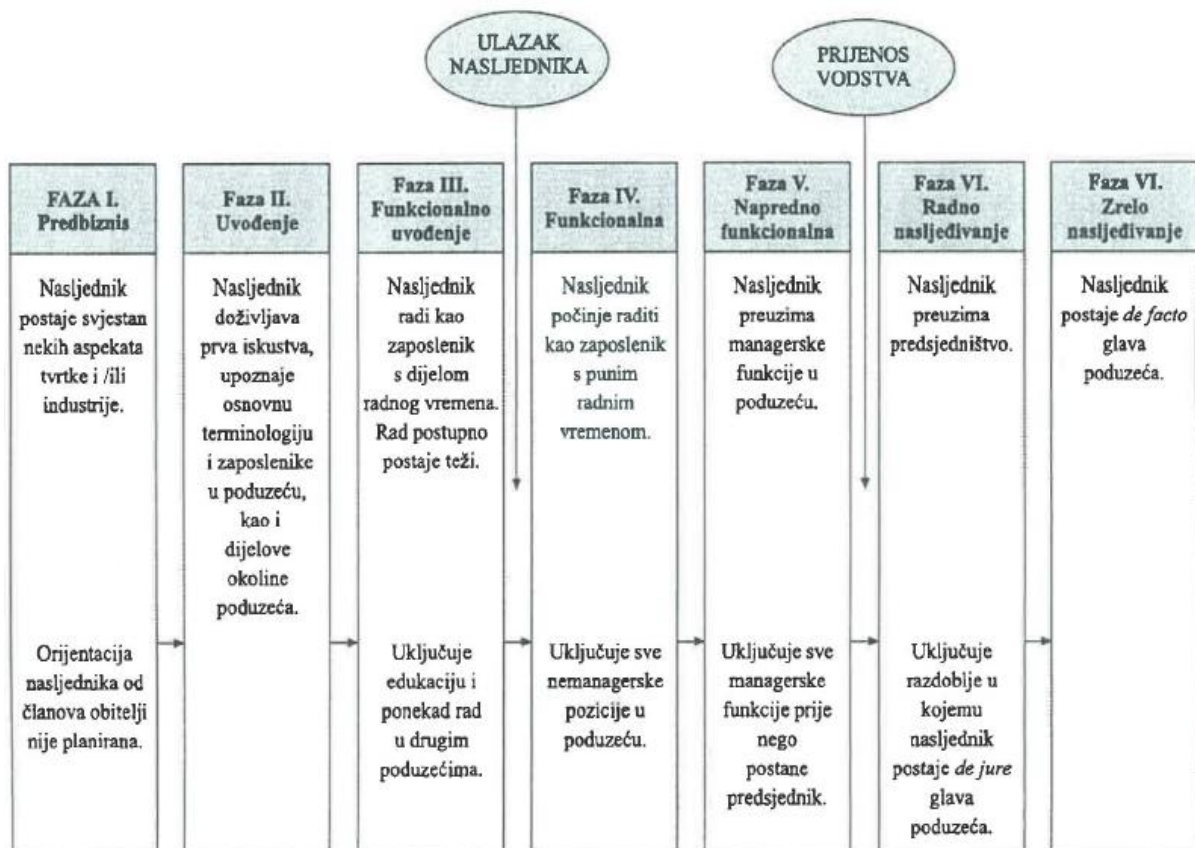 ULAZAK
NASLJEDNIKA
PRIJENOS
VODSTVA
FAZA I.
Predbiznis
Nasljednik
postaje svjestan
nekih aspekata
tvrtke i /ili
industrije.
Orijentacija
nasljednika od
članova obitelji
nije planirana.
Faza II.
Uvođenje
Nasljednik
doživljava
prva iskustva,
upoznaje
osnovnu
terminologiju
i zaposlenike
u poduzeću,
kao i
dijelove
okoline
poduzeća.
Faza III.
Funkcionalno
uvođenje
Nasljednik
radi kao
zaposlenik
s dijelom
radnog vremena.
Rad postupno
postaje teži.
Uključuje
edukaciju i
ponekad rad
u drugim
poduzećima.
Faza IV.
Funkcionalna
Nasljednik
počinje raditi
kao zaposlenik
s punim
radnim
vremenom.
Uključuje sve
nemanagerske
pozicije u
poduzeću.
Faza V.
Napredno
funkcionalna
Nasljednik
preuzima
managerske
funkcije u
poduzeću.
Uključuje sve
managerske
funkcije prije
nego
postane
predsjednik.
Faza VI.
Radno
nasljeđivanje
Nasljednik
preuzima
predsjedništvo.
Uključuje
razdoblje u
kojemu
nasljednik
postaje de jure
glava
poduzeća.
Faza VI.
Zrelo
nasljeđivanje
Nasljednik
postaje de facto
glava
poduzeća.